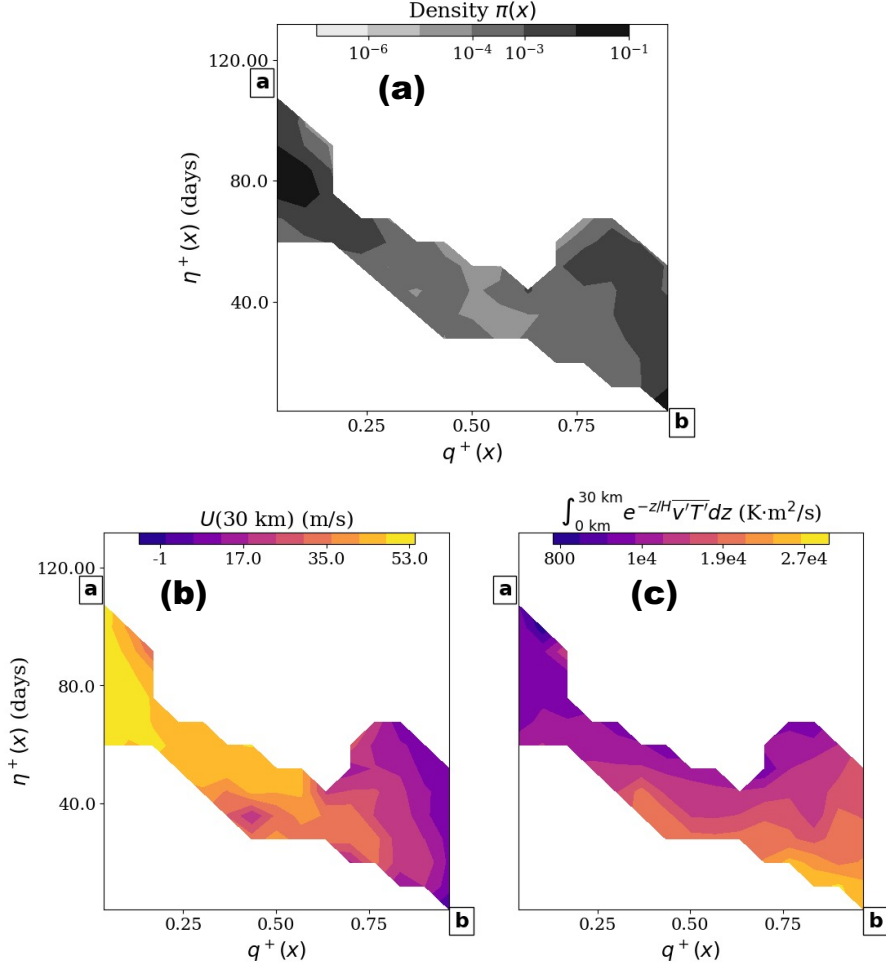 Density π(x)
10⁻⁶ 10⁻⁴ 10⁻³ 10⁻¹
120.00
a
(a)
80.0
η⁺(x) (days)
40.0
b
0.25 0.50 0.75
q⁺(x)
U(30 km) (m/s)
-1 17.0 35.0 53.0
120.00
a
(b)
80.0
η⁺(x) (days)
40.0
b
0.25 0.50 0.75
q⁺(x)
∫₀ ₖₘ³⁰ ᵏᵐ e⁻ᶻ/ᴴ v′T′dz (K·m²/s)
800 1e4 1.9e4 2.7e4
a
(c)
b
0.25 0.50 0.75
q⁺(x)